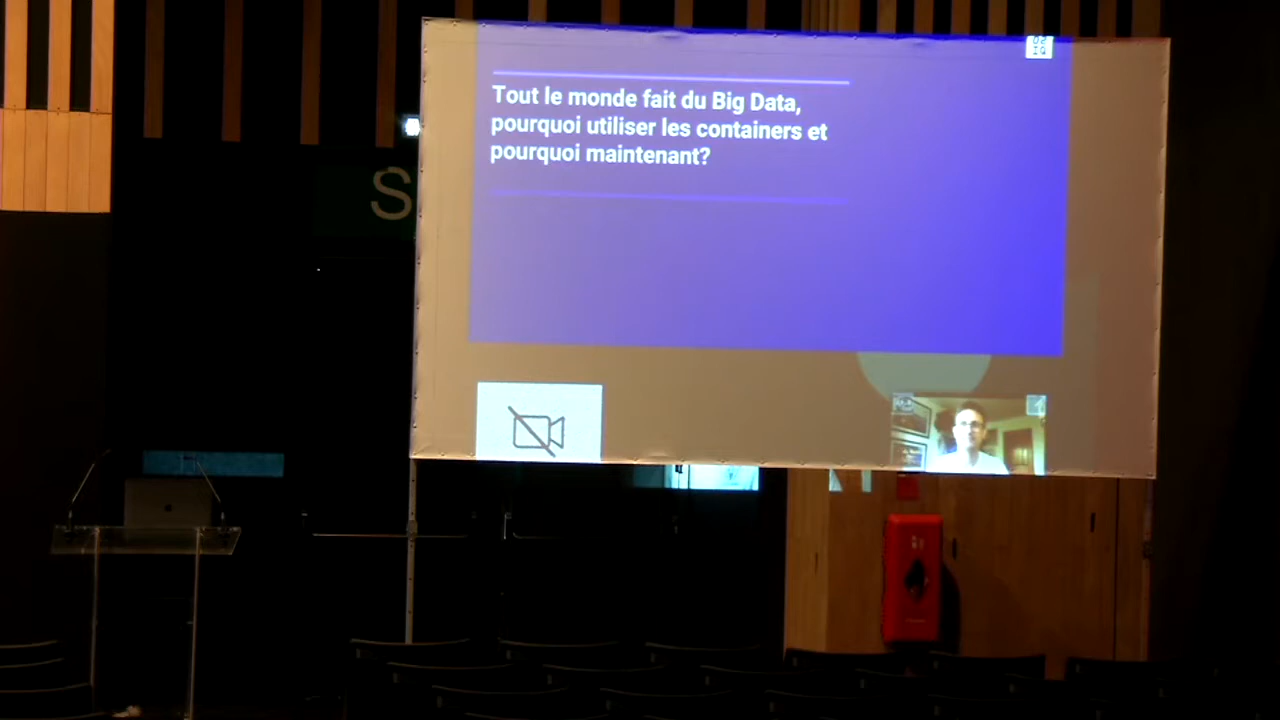 Tout le monde fait du Big Data,
pourquoi utiliser les containers et
pourquoi maintenant?
S